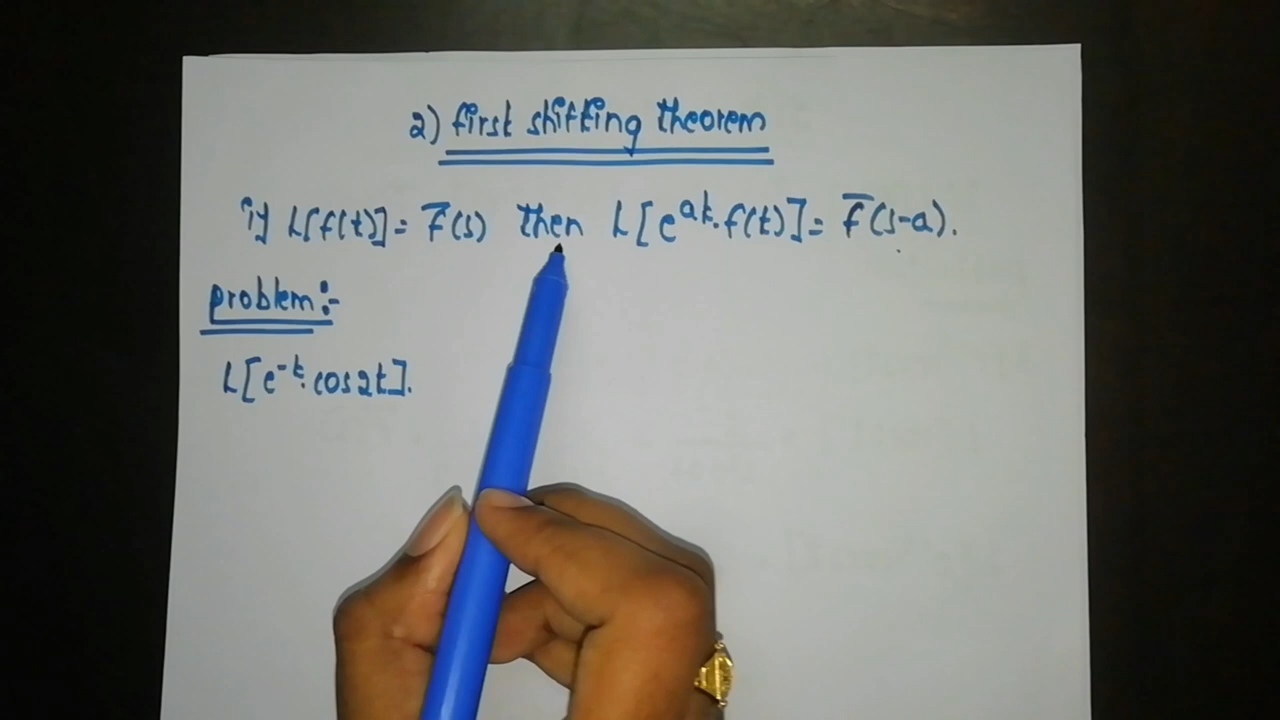 2) first shifting theorem
if L[f(t)] = f̅(s) then L[e^{at}.f(t)] = f̅(s-a).
problem:-
L[e^{-t}.cos2t].